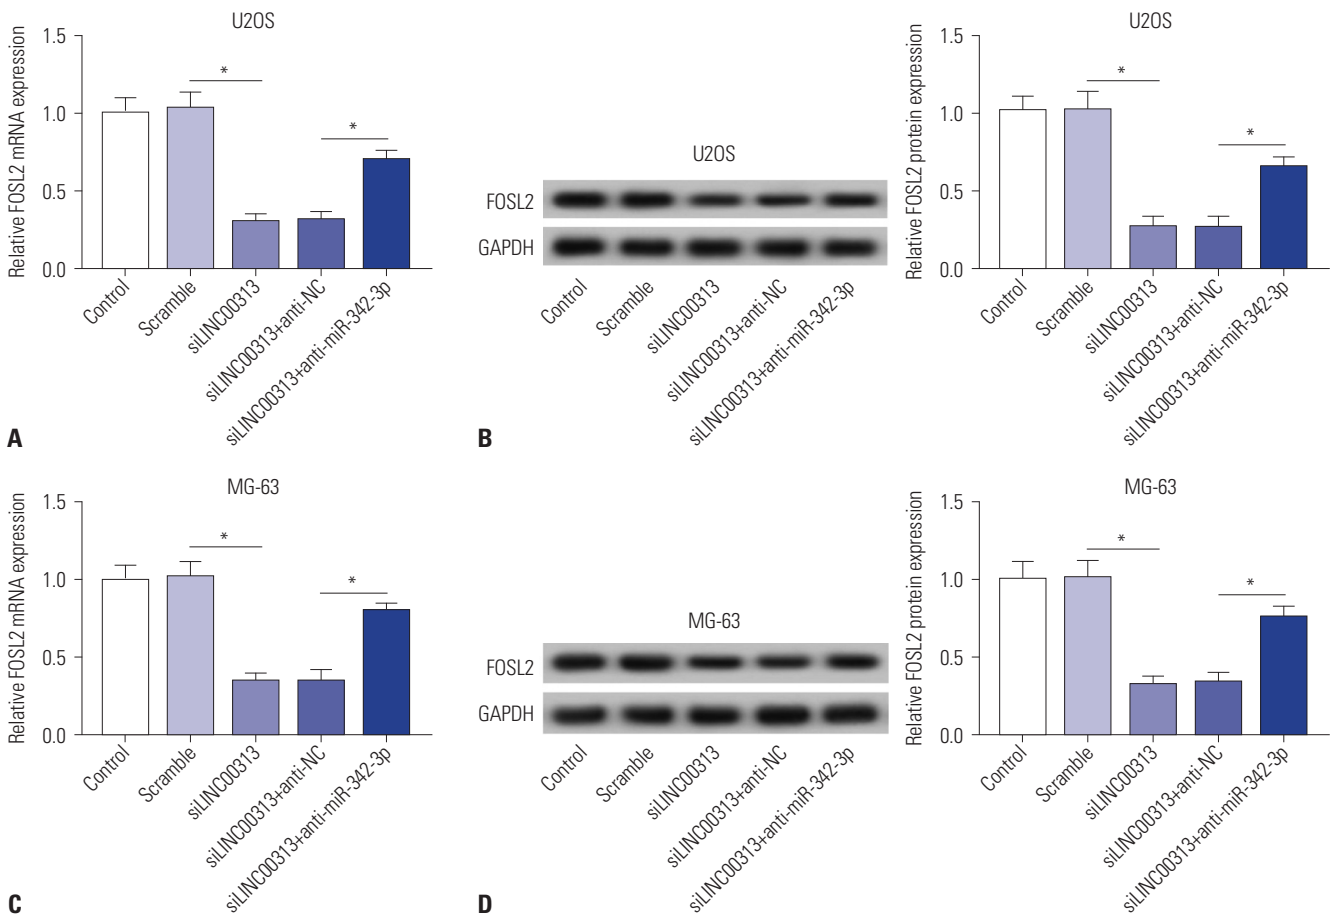 U2OS
Relative FOSL2 mRNA expression
1.5
1.0
0.5
0.0
*
*
Control
Scramble
siLINC00313
siLINC00313+anti-NC
siLINC00313+anti-miR-342-3p
A
U2OS
FOSL2
GAPDH
Control
Scramble
siLINC00313
siLINC00313+anti-NC
siLINC00313+anti-miR-342-3p
B
U2OS
Relative FOSL2 protein expression
1.5
1.0
0.5
0.0
*
*
Control
Scramble
siLINC00313
siLINC00313+anti-NC
siLINC00313+anti-miR-342-3p
MG-63
Relative FOSL2 mRNA expression
1.5
1.0
0.5
0.0
*
*
Control
Scramble
siLINC00313
siLINC00313+anti-NC
siLINC00313+anti-miR-342-3p
C
MG-63
FOSL2
GAPDH
Control
Scramble
siLINC00313
siLINC00313+anti-NC
siLINC00313+anti-miR-342-3p
D
MG-63
Relative FOSL2 protein expression
1.5
1.0
0.5
0.0
*
*
Control
Scramble
siLINC00313
siLINC00313+anti-NC
siLINC00313+anti-miR-342-3p